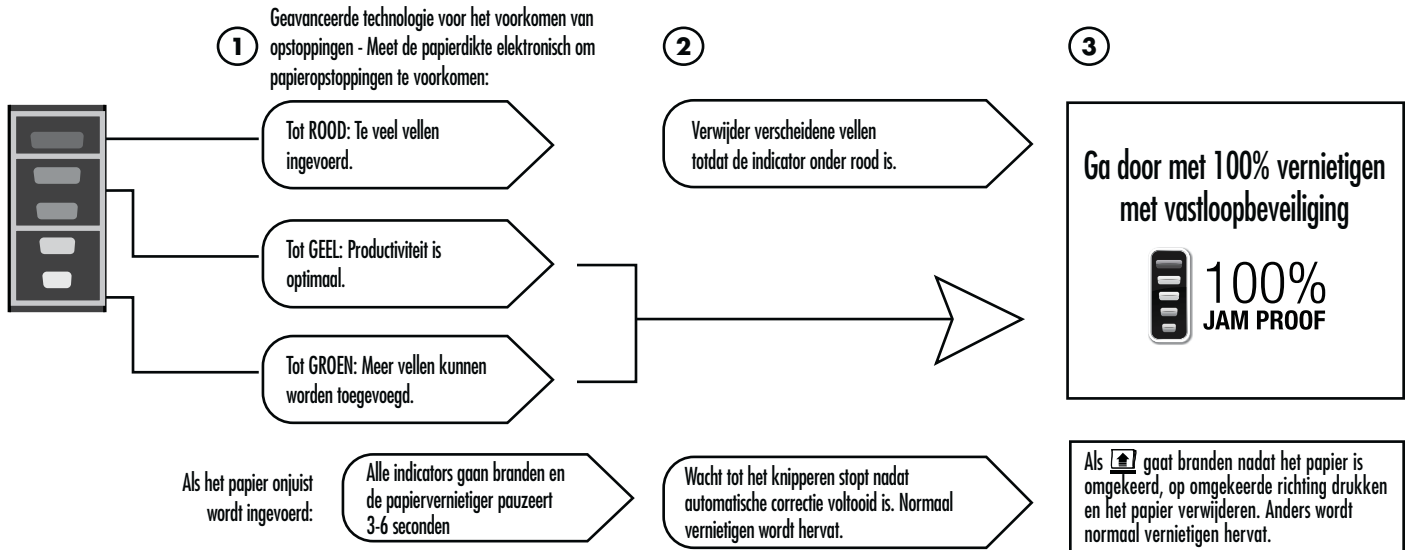 1
Geavanceerde technologie voor het voorkomen van
opstoppingen - Meet de papierdikte elektronisch om
papieropstoppingen te voorkomen:
Tot ROOD: Te veel vellen
ingevoerd.
Tot GEEL: Productiviteit is
optimaal.
Tot GROEN: Meer vellen kunnen
worden toegevoegd.
2
Verwijder verscheidene vellen
totdat de indicator onder rood is.
3
Ga door met 100% vernietigen
met vastloopbeveiliging
100%
JAM PROOF
Als het papier onjuist
wordt ingevoerd:
Alle indicators gaan branden en
de papiervernietiger pauzeert
3-6 seconden
Wacht tot het knipperen stopt nadat
automatische correctie voltooid is. Normaal
vernietigen wordt hervat.
Als gaat branden nadat het papier is
omgekeerd, op omgekeerde richting drukken
en het papier verwijderen. Anders wordt
normaal vernietigen hervat.